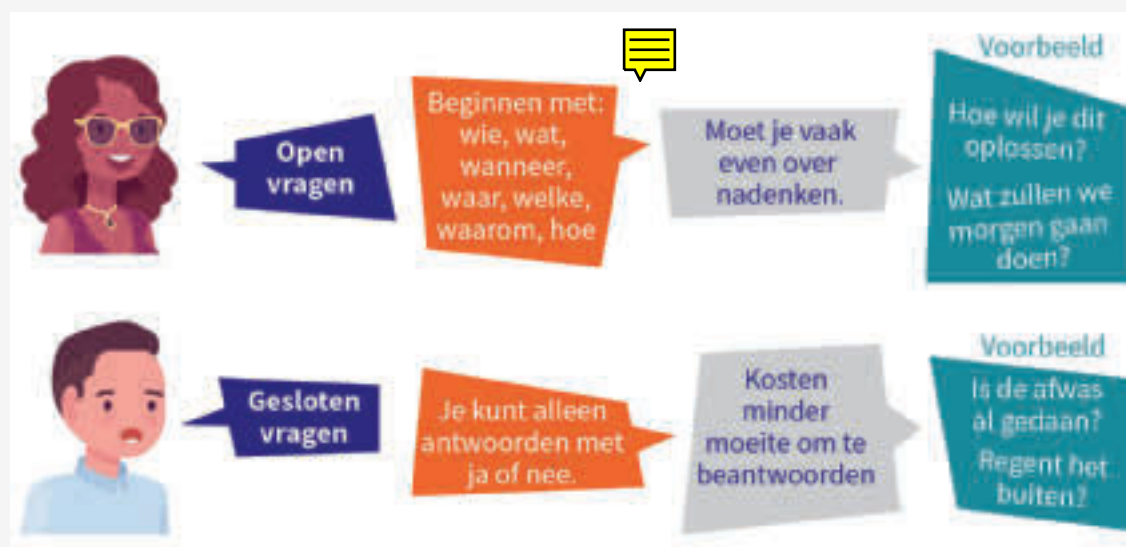 Open
vragen
Beginnen met:
wie, wat,
wanneer,
waar, welke,
waarom, hoe
Moet je vaak
even over
nadenken.
Voorbeeld
Hoe wil je dit
oplossen?
Wat zullen we
morgen gaan
doen?
Gesloten
vragen
Je kunt alleen
antwoorden met
ja of nee.
Kosten
minder
moeite om te
beantwoorden
Voorbeeld
Is de afwas
al gedaan?
Regent het
buiten?